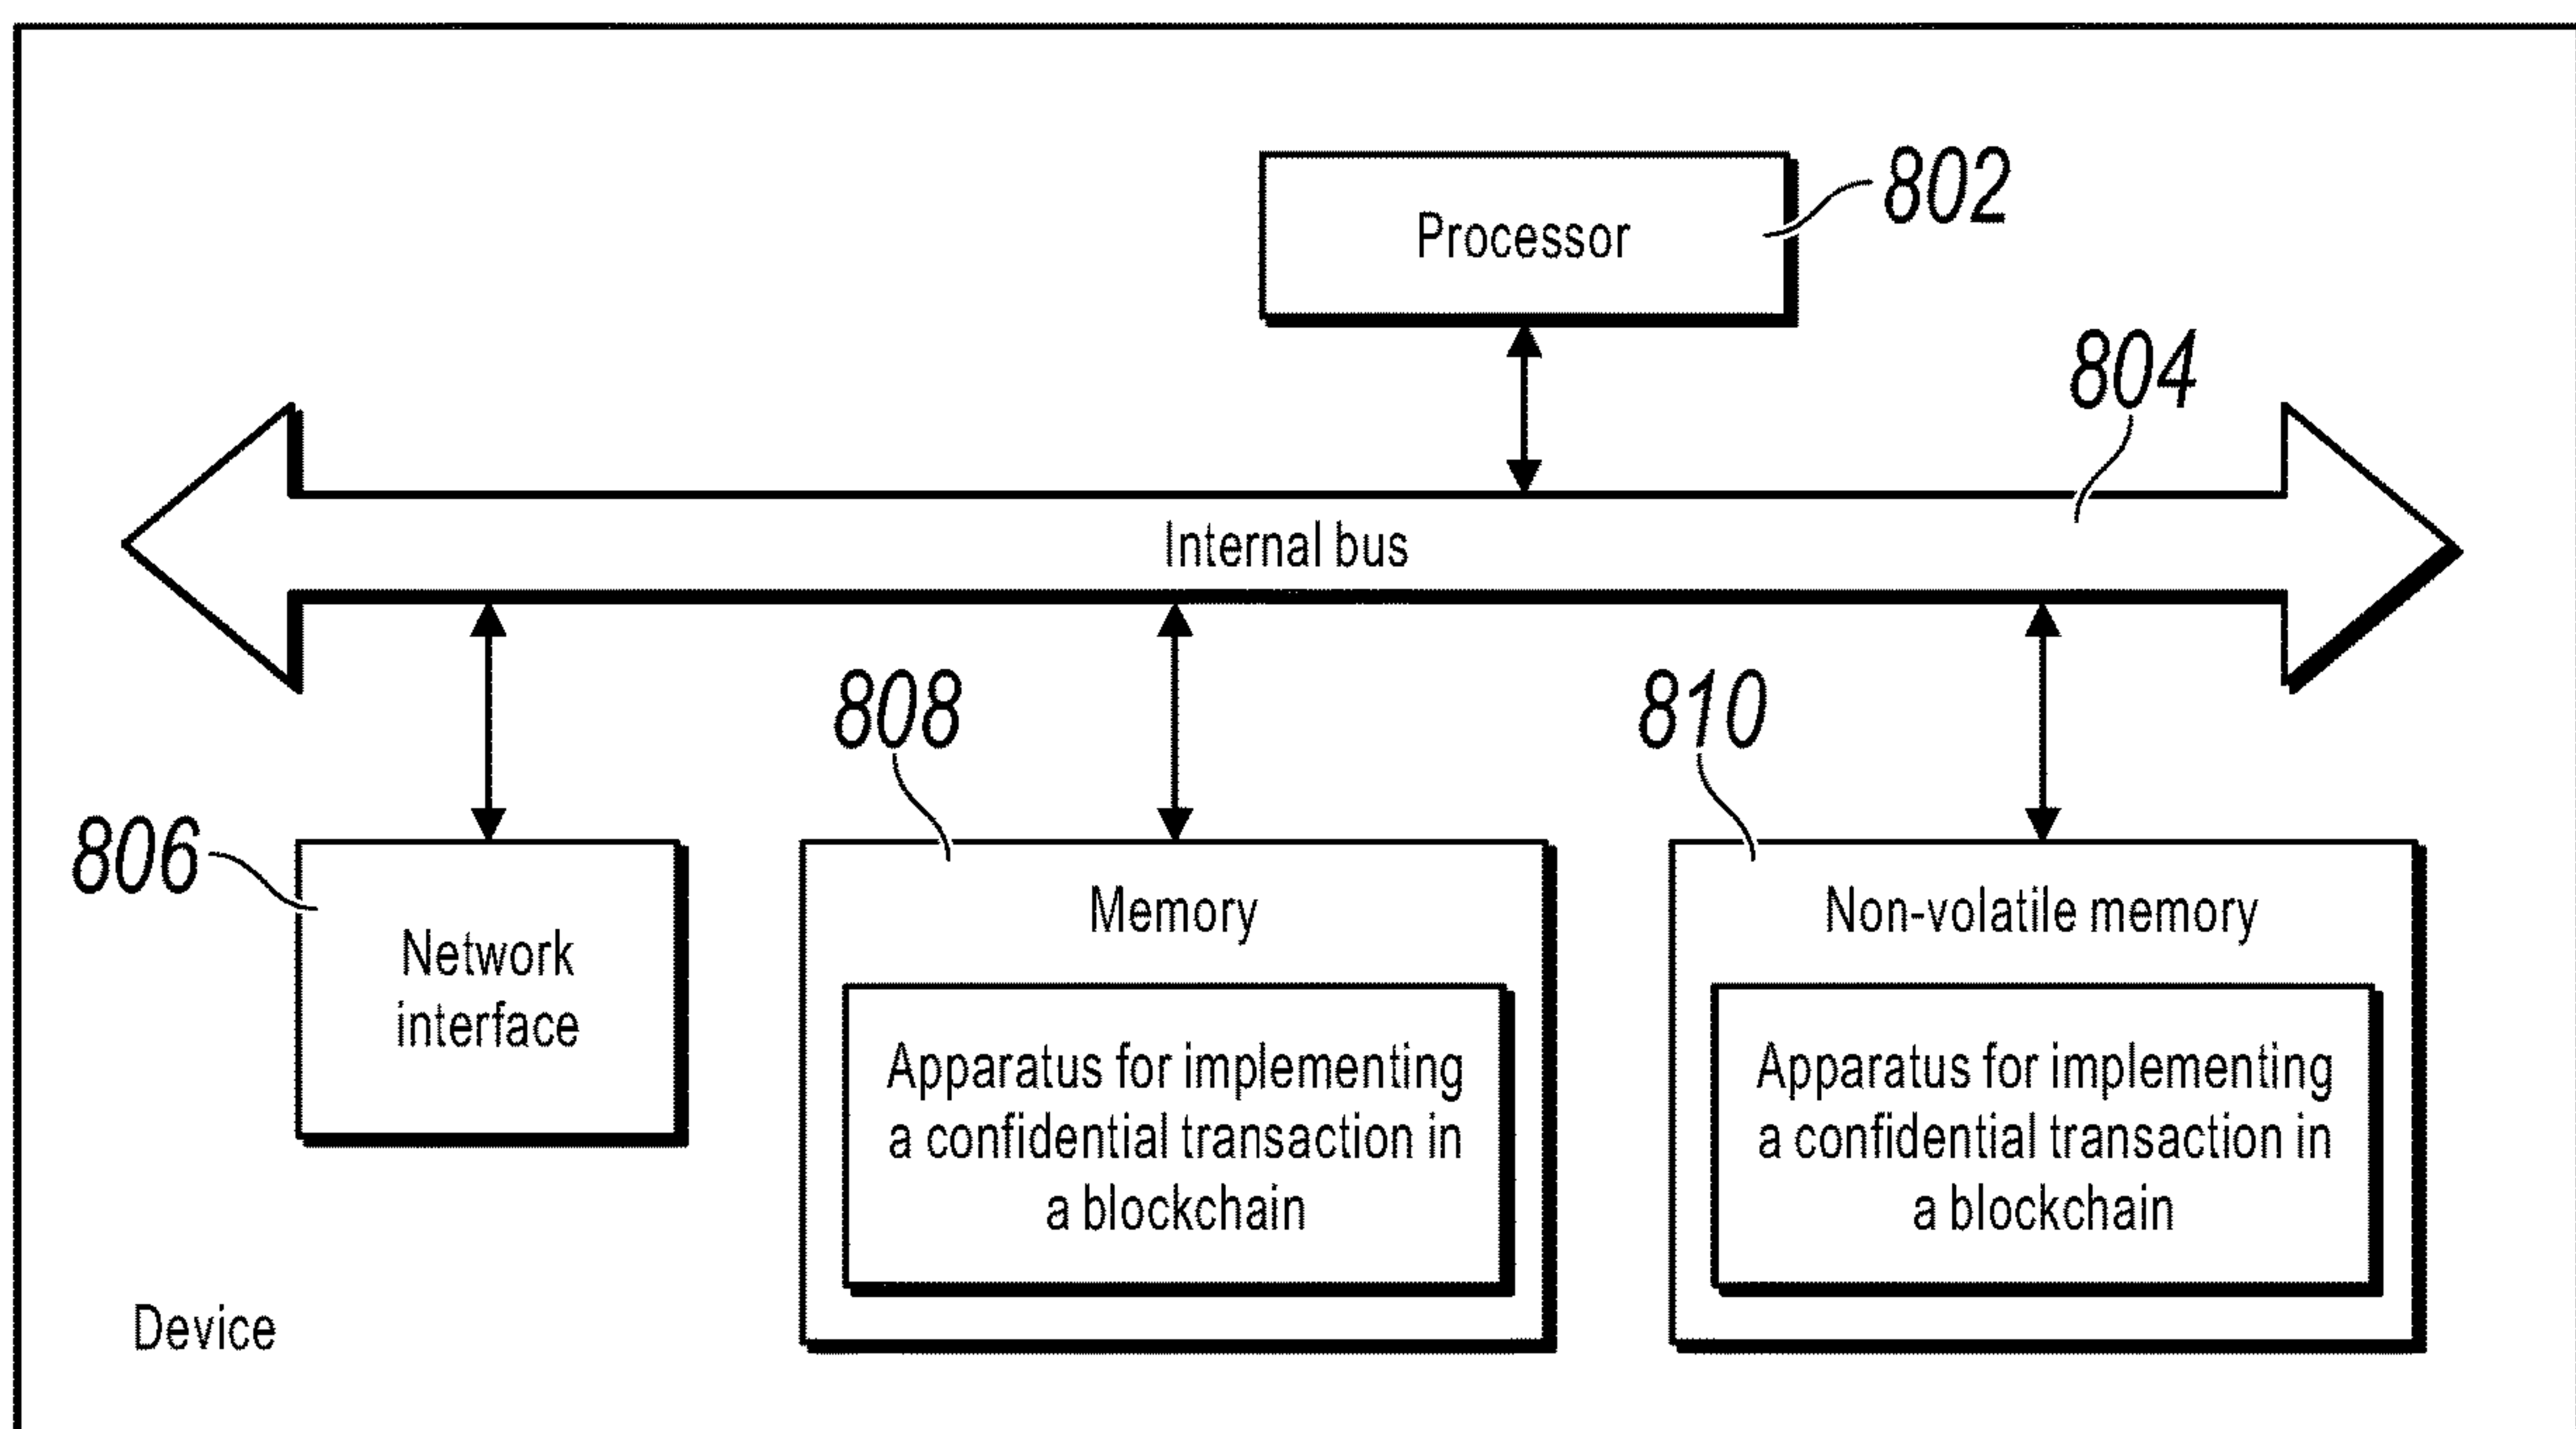 Processor
802
804
Internal bus
808
810
806
Network
interface
Memory
Apparatus for implementing
a confidential transaction in
a blockchain
Non-volatile memory
Apparatus for implementing
a confidential transaction in
a blockchain
Device